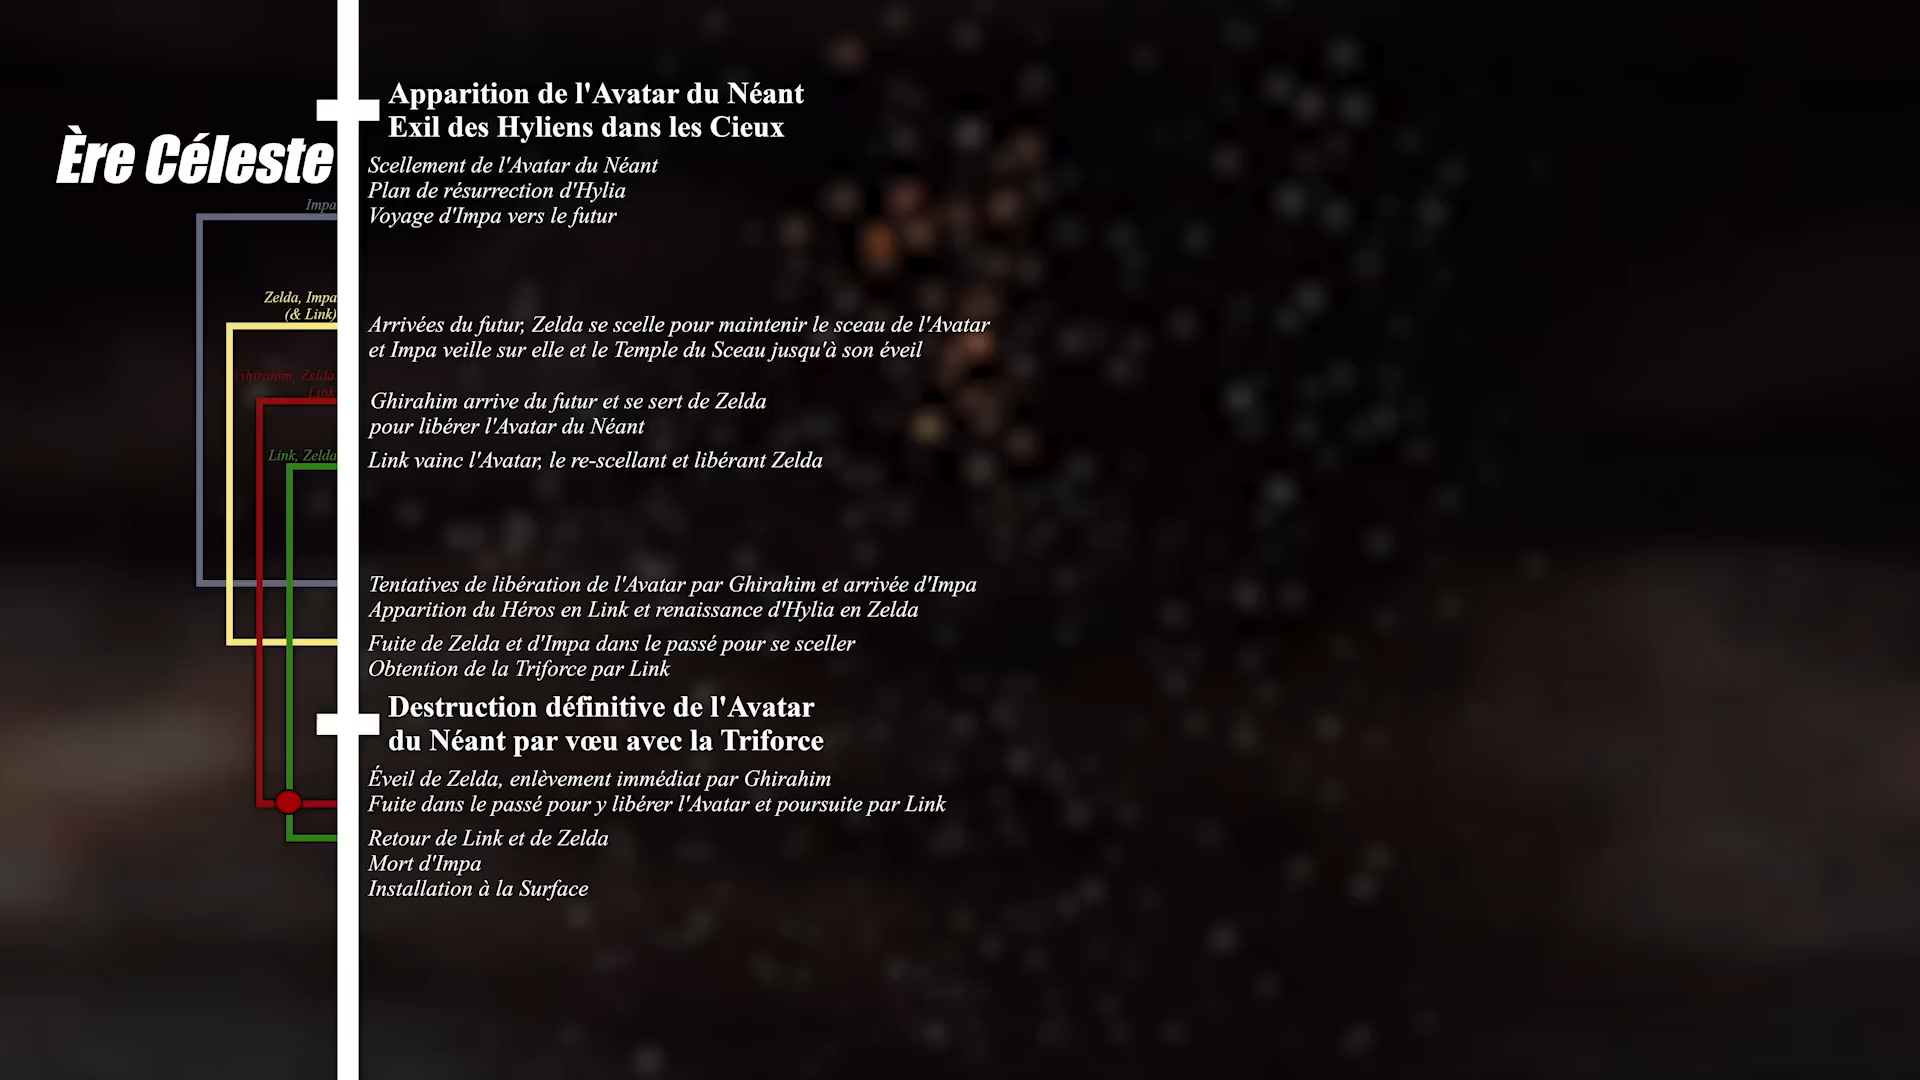 Apparition de l'Avatar du Néant
Exil des Hyliens dans les Cieux
Ère Céleste
Scellement de l'Avatar du Néant
Plan de résurrection d'Hylia
Impa
Voyage d'Impa vers le futur
Zelda, Impa
(& Link)
Arrivées du futur, Zelda se scelle pour maintenir le sceau de l'Avatar
et Impa veille sur elle et le Temple du Sceau jusqu'à son éveil
Ghirahim, Zelda
Link
Ghirahim arrive du futur et se sert de Zelda
pour libérer l'Avatar du Néant
Link, Zelda
Link vainc l'Avatar, le re-scellant et libérant Zelda
Tentatives de libération de l'Avatar par Ghirahim et arrivée d'Impa
Apparition du Héros en Link et renaissance d'Hylia en Zelda
Fuite de Zelda et d'Impa dans le passé pour se sceller
Obtention de la Triforce par Link
Destruction définitive de l'Avatar
du Néant par vœu avec la Triforce
Éveil de Zelda, enlèvement immédiat par Ghirahim
Fuite dans le passé pour y libérer l'Avatar et poursuite par Link
Retour de Link et de Zelda
Mort d'Impa
Installation à la Surface